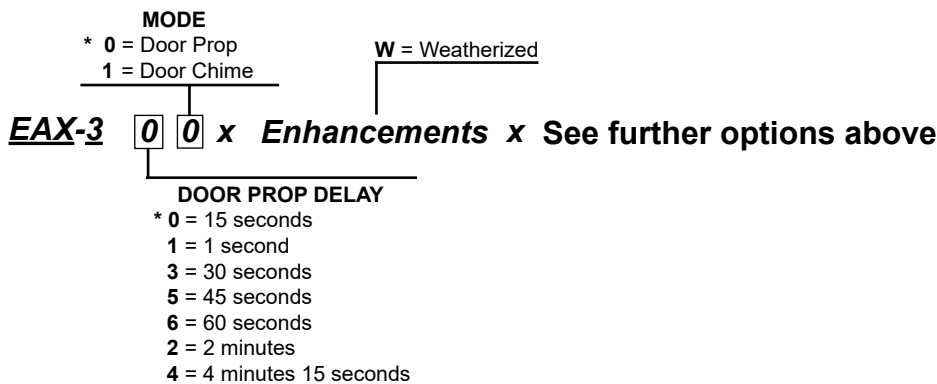 MODE
* 0 = Door Prop
1 = Door Chime
W = Weatherized
EAX-3 0 0 x Enhancements x See further options above
DOOR PROP DELAY
* 0 = 15 seconds
1 = 1 second
3 = 30 seconds
5 = 45 seconds
6 = 60 seconds
2 = 2 minutes
4 = 4 minutes 15 seconds